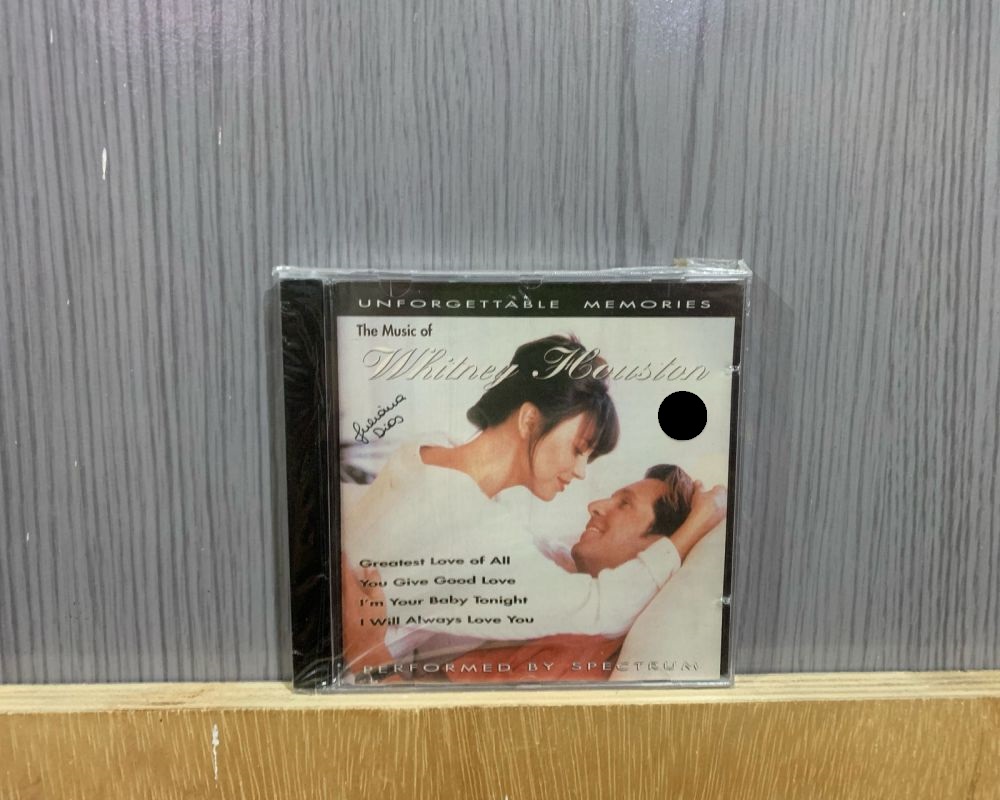 UNFORGETTABLE MEMORIES
The Music of
Whitney Houston
Dias
Greatest Love of All
You Give Good Love
I'm Your Baby Tonight
I Will Always Love You
PERFORMED BY SPECTRUM